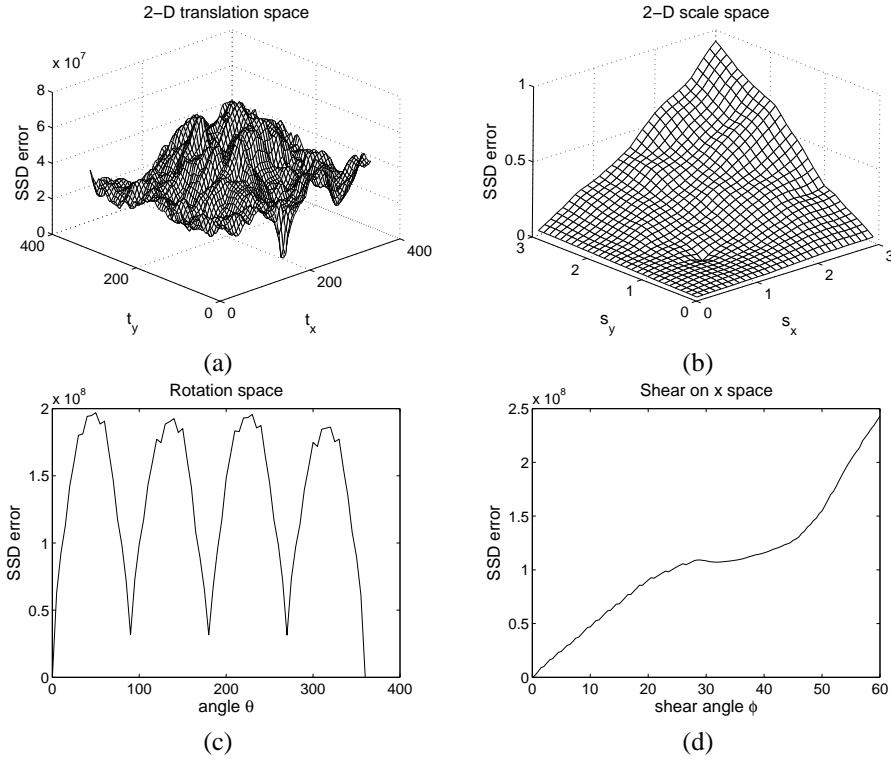 2−D translation space
x 10^7
8
6
4
2
0
SSD error
400
200
0
t_y
0
200
400
t_x
(a)
2−D scale space
1
0.5
0
SSD error
3
2
1
0
s_y
0
1
2
3
s_x
(b)
Rotation space
x 10^8
2
1.5
1
0.5
0
SSD error
0 100 200 300 400
angle θ
(c)
Shear on x space
x 10^8
2.5
2
1.5
1
0.5
0
SSD error
0 10 20 30 40 50 60
shear angle ϕ
(d)